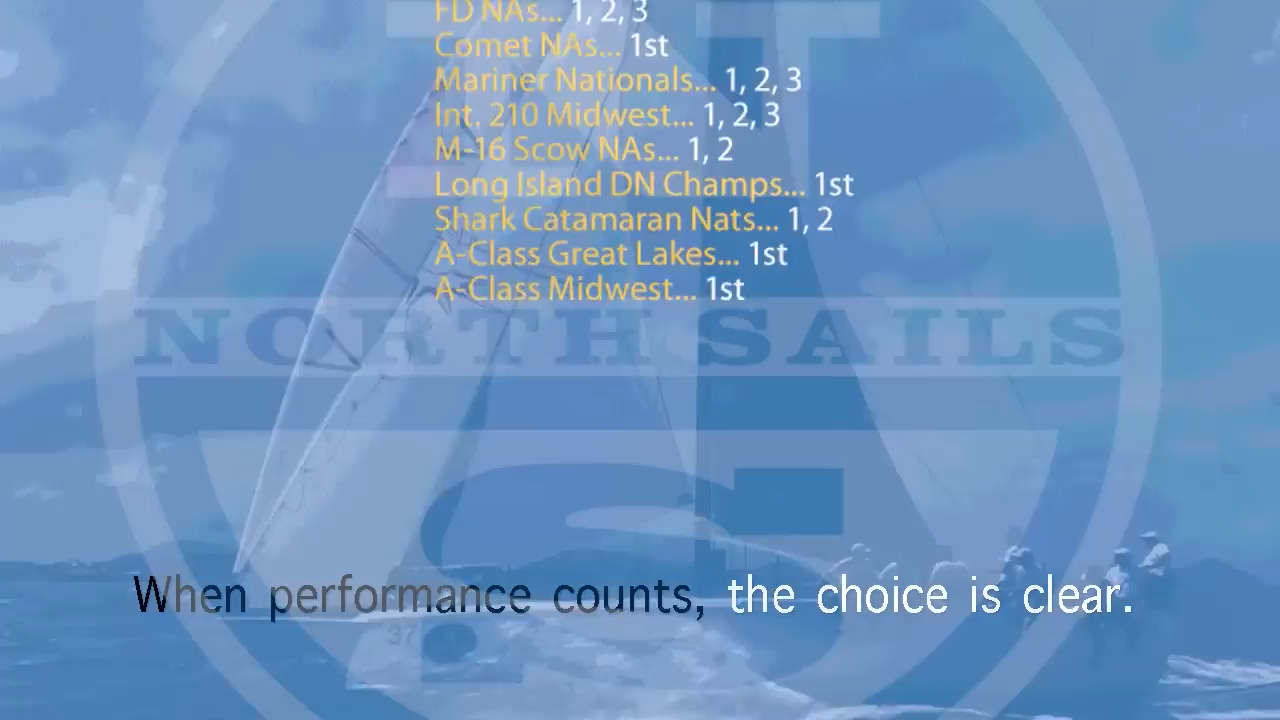 FD NAs... 1, 2, 3
Comet NAs... 1st
Mariner Nationals... 1, 2, 3
Int. 210 Midwest... 1, 2, 3
M-16 Scow NAs... 1, 2
Long Island DN Champs... 1st
Shark Catamaran Nats... 1, 2
A-Class Great Lakes... 1st
A-Class Midwest... 1st
NORTH SAILS
When performance counts, the choice is clear.
37